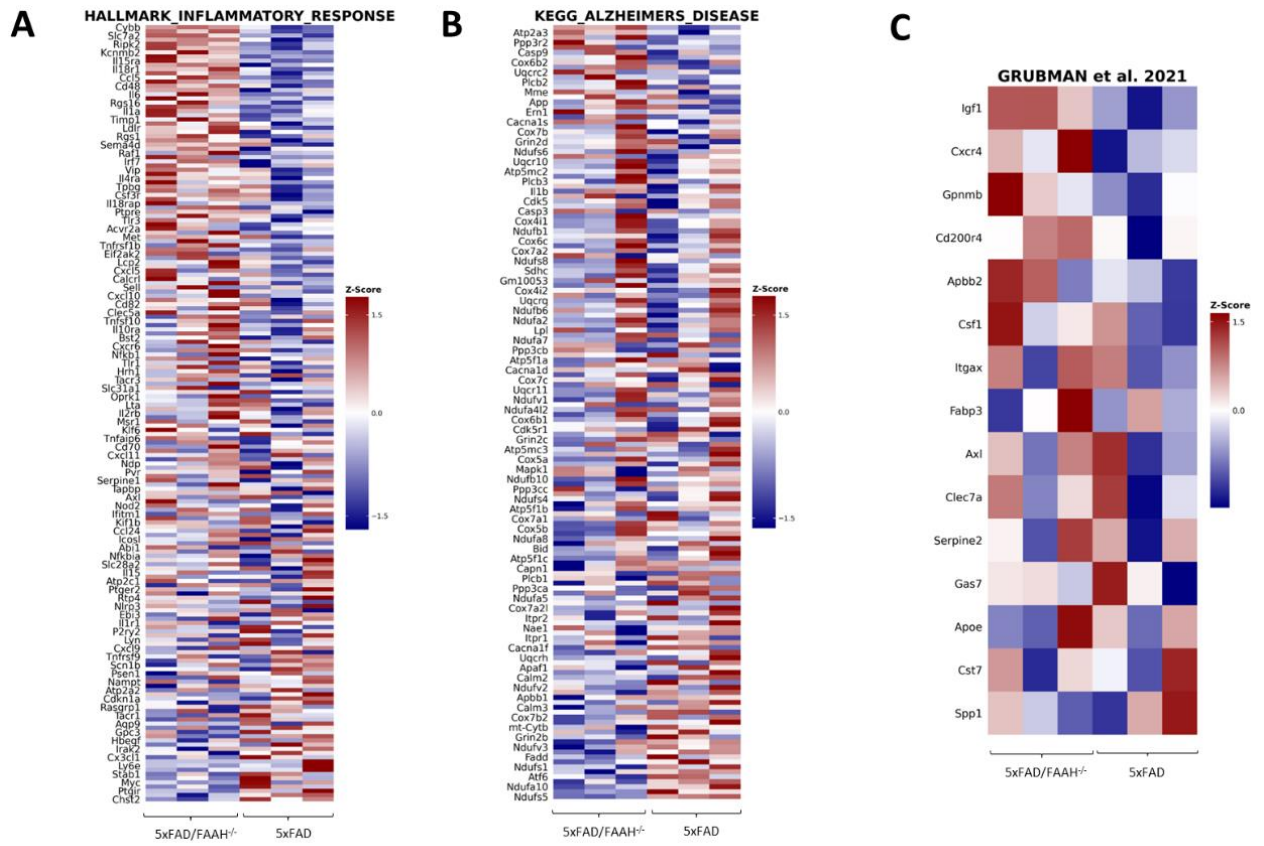 A
HALLMARK_INFLAMMATORY_RESPONSE
Cybb
Slc7a2
Ripk2
Kcnmb2
Il15ra
Il18r1
Ccl5
Cd48
Il6
Rgs16
Il1a
Timp1
Ldlr
Rgs1
Sema4d
Raf1
Irf7
Vip
Il4ra
Tpbg
Csf3r
Il18rap
Ptpre
Tlr3
Acvr2a
Met
Tnfrsf1b
Eif2ak2
Lcp2
Cxcl5
Calcrl
Sell
Cxcl10
Cd82
Clec5a
Tnfsf10
Il10ra
Bst2
Cxcr6
Nfkb1
Tlr1
Hrh1
Tacr3
Slc31a1
Oprk1
Lta
Il2rb
Msr1
Klf6
Tnfaip6
Cd70
Cxcl11
Ndp
Pvr
Serpine1
Tapbp
Axl
Nod2
Ifitm1
Kif1b
Ccl24
Icosl
Abi1
Nfkbia
Slc28a2
Il15
Atp2c1
Ptger2
Rtp4
Nlrp3
Ebi3
Il1r1
P2ry2
Lyn
Cxcl9
Tnfrsf9
Scn1b
Psen1
Nampt
Atp2a2
Cdkn1a
Rasgrp1
Tacr1
Aqp9
Gpc3
Hbegf
Irak2
Cx3cl1
Ly6e
Stab1
Myc
Ptgir
Chst2
Z-Score
1.5
0.0
−1.5
5xFAD/FAAH-/-
5xFAD
B
KEGG_ALZHEIMERS_DISEASE
Atp2a3
Ppp3r2
Casp9
Cox6b2
Uqcrc2
Plcb2
Mme
App
Ern1
Cacna1s
Cox7b
Grin2d
Ndufs6
Uqcr10
Atp5mc2
Plcb3
Il1b
Cdk5
Casp3
Cox4i1
Ndufb1
Cox6c
Cox7a2
Ndufs8
Sdhc
Gm10053
Cox4i2
Uqcrq
Ndufb6
Ndufa2
Lpl
Ndufa7
Ppp3cb
Atp5f1a
Cacna1d
Cox7c
Uqcr11
Ndufv1
Ndufa4l2
Cox6b1
Cdk5r1
Grin2c
Atp5mc3
Cox5a
Mapk1
Ndufb10
Ppp3cc
Ndufs4
Atp5f1b
Cox7a1
Cox5b
Ndufa8
Bid
Atp5f1c
Capn1
Plcb1
Ppp3ca
Ndufa5
Cox7a2l
Itpr2
Nae1
Itpr1
Cacna1f
Uqcrh
Apaf1
Calm2
Ndufv2
Apbb1
Calm3
Cox7b2
mt-Cytb
Grin2b
Ndufv3
Fadd
Ndufs1
Atf6
Ndufa10
Ndufs5
Z-Score
1.5
0.0
−1.5
5xFAD/FAAH-/-
5xFAD
C
GRUBMAN et al. 2021
Igf1
Cxcr4
Gpnmb
Cd200r4
Apbb2
Csf1
Itgax
Fabp3
Axl
Clec7a
Serpine2
Gas7
Apoe
Cst7
Spp1
Z-Score
1.5
0.0
5xFAD/FAAH-/-
5xFAD